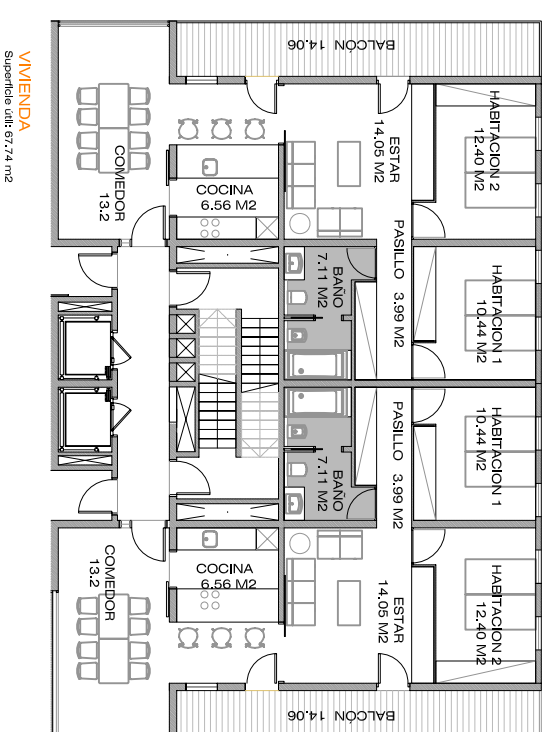 VIVIENDA
Superficie útil: 67.74 m2
BALCÓN 14.06
HABITACION 2
12.40 M2
ESTAR
14.05 M2
COMEDOR
13.2
COCINA
6.56 M2
PASILLO 3.99 M2
HABITACION 1
10.44 M2
BAÑO
7.11 M2
PASILLO 3.99 M2
HABITACION 1
10.44 M2
BAÑO
7.11 M2
COCINA
6.56 M2
COMEDOR
13.2
ESTAR
14.05 M2
HABITACION 2
12.40 M2
BALCÓN 14.06